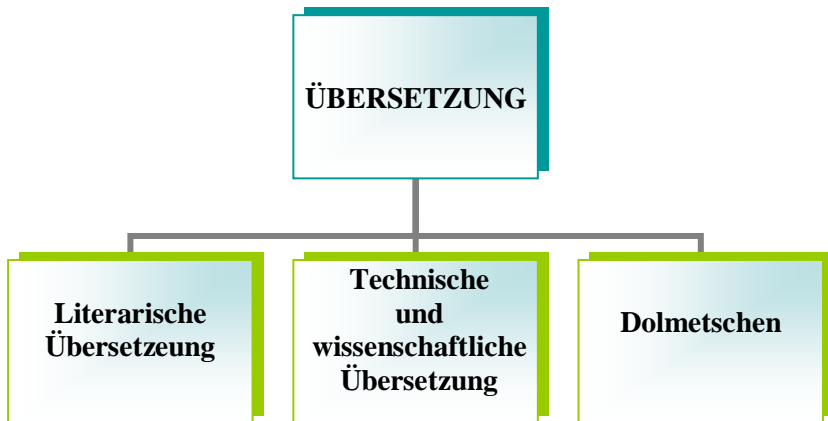 ÜBERSETZUNG
Literarische
Übersetzeung
Technische
und
wissenschaftliche
Übersetzung
Dolmetschen